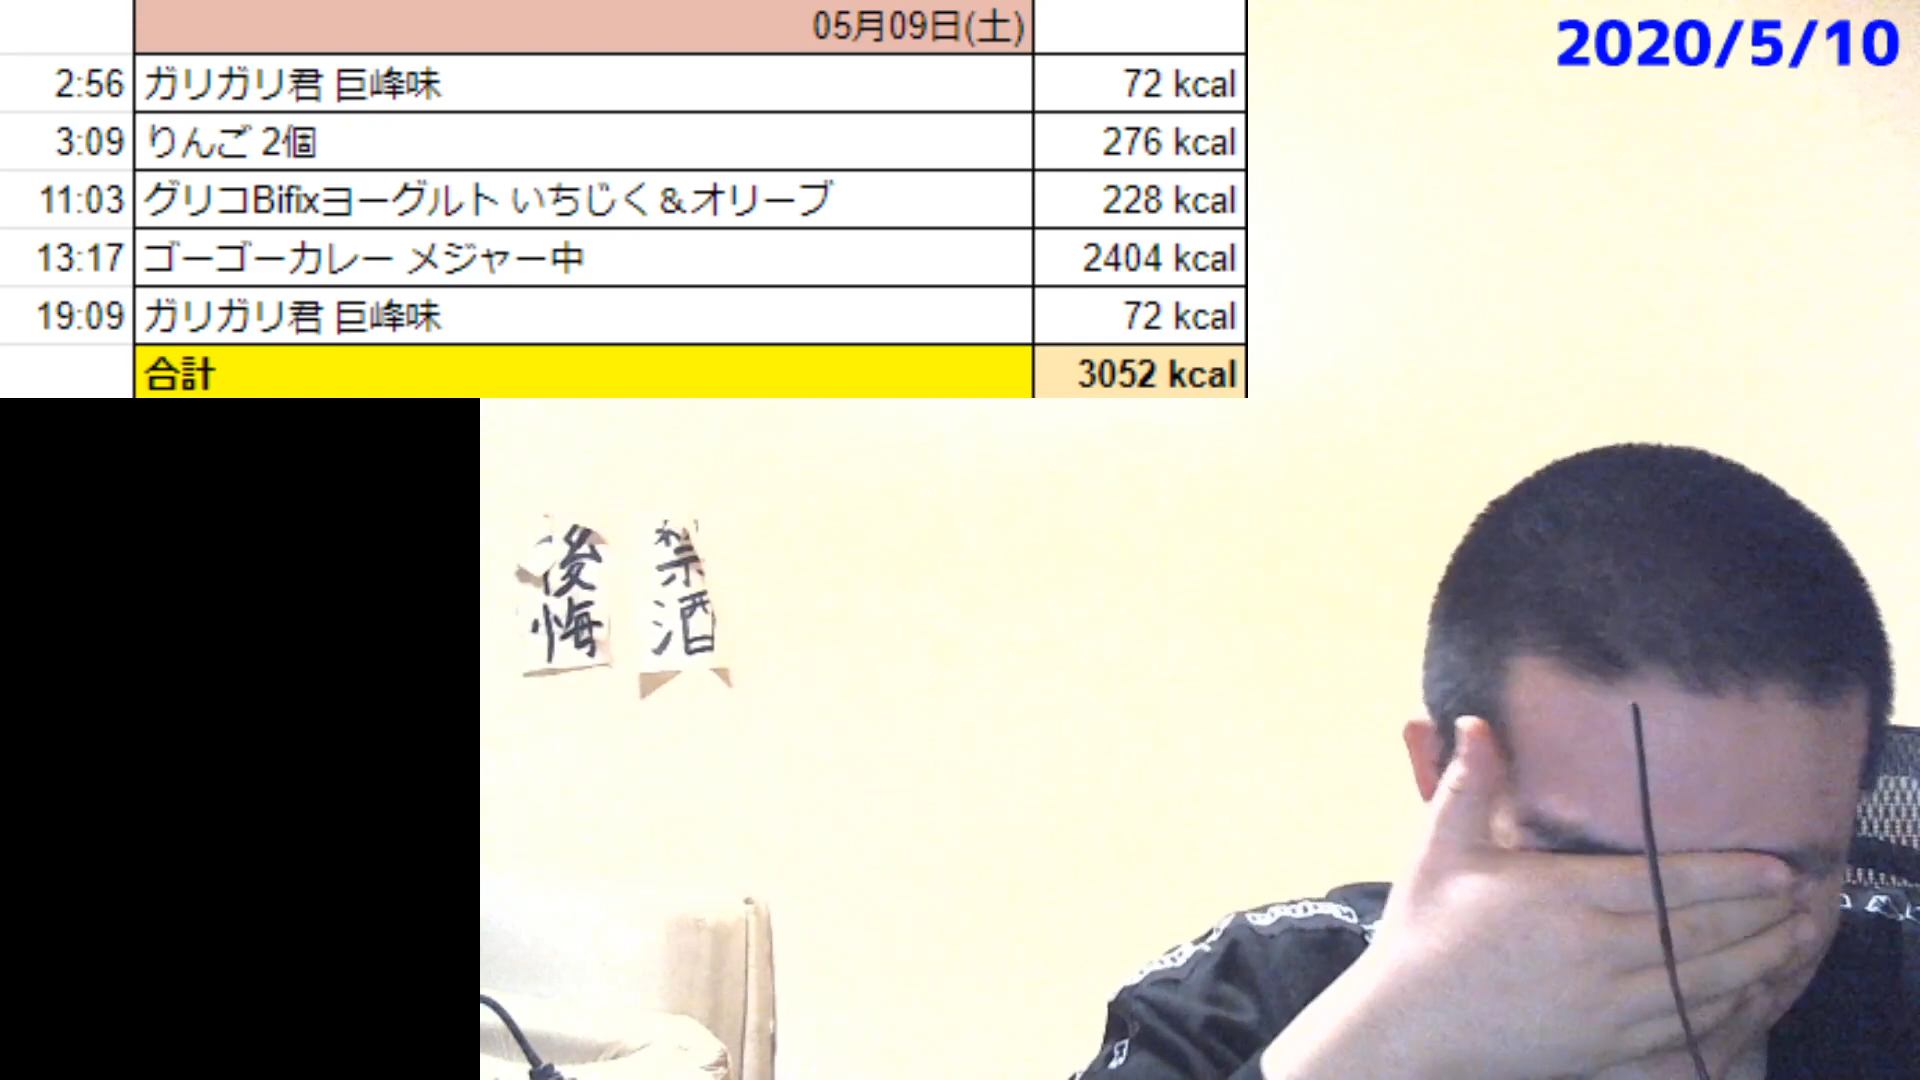 05月09日(土)
2020/5/10
2:56 ガリガリ君 巨峰味 72 kcal
3:09 りんご 2個 276 kcal
11:03 グリコBifixヨーグルト いちじく＆オリーブ 228 kcal
13:17 ゴーゴーカレー メジャー中 2404 kcal
19:09 ガリガリ君 巨峰味 72 kcal
合計 3052 kcal
禁酒
後悔